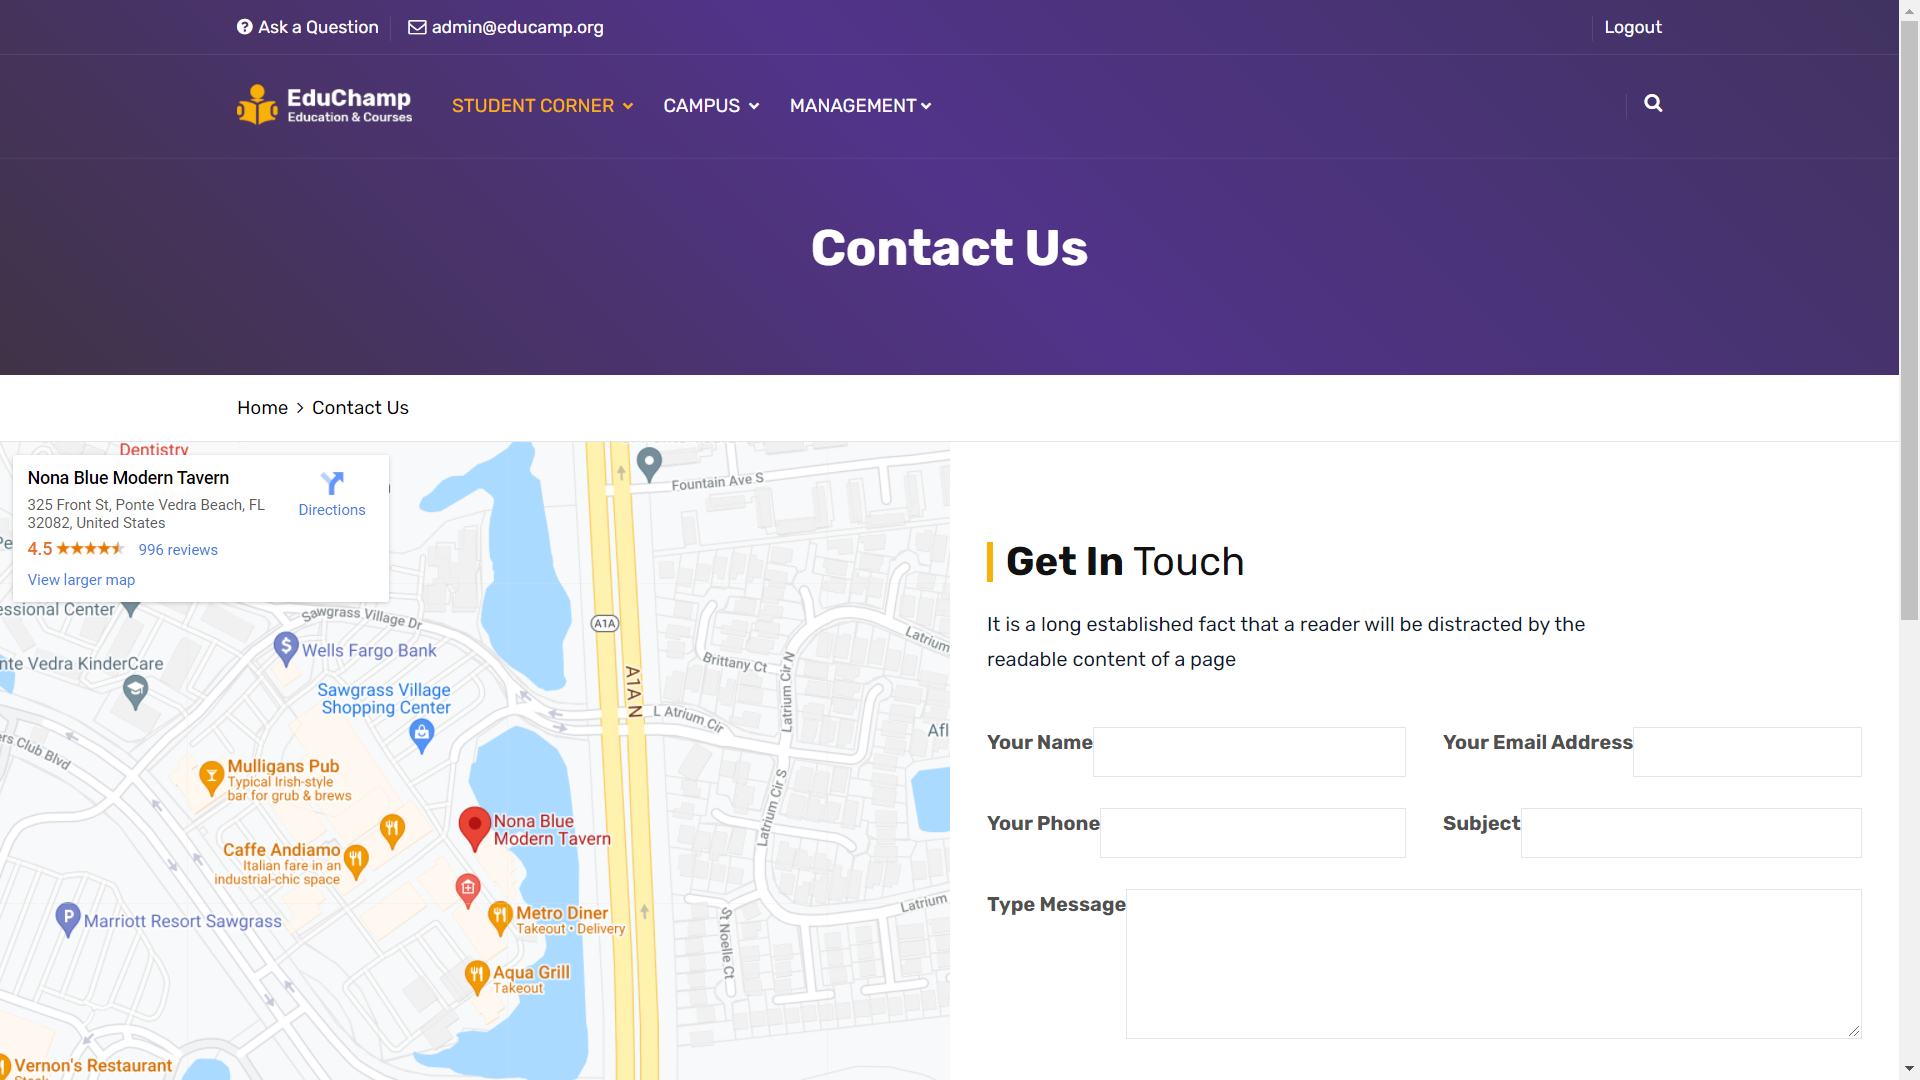 Ask a Question
admin@educamp.org
Logout
EduChamp
Education & Courses
STUDENT CORNER
CAMPUS
MANAGEMENT
Contact Us
Home
Contact Us
Dentistry
Nona Blue Modern Tavern
325 Front St, Ponte Vedra Beach, FL
32082, United States
Directions
4.5
996 reviews
View larger map
essional Center
Sawgrass Village Dr
Wells Fargo Bank
nte Vedra KinderCare
Sawgrass Village
Shopping Center
ers Club Blvd
Mulligans Pub
Typical Irish-style
bar for grub & brews
Nona Blue
Modern Tavern
Caffe Andiamo
Italian fare in an
industrial-chic space
P
Marriott Resort Sawgrass
Metro Diner
Takeout • Delivery
Aqua Grill
Takeout
Vernon's Restaurant
Fountain Ave S
A1A
A1A N
Brittany Ct
Latrium Cir N
Latrium
L Atrium Cir
Afl
Latrium Cir S
Latrium
St Noelle Ct
Get In Touch
It is a long established fact that a reader will be distracted by the
readable content of a page
Your Name
Your Email Address
Your Phone
Subject
Type Message